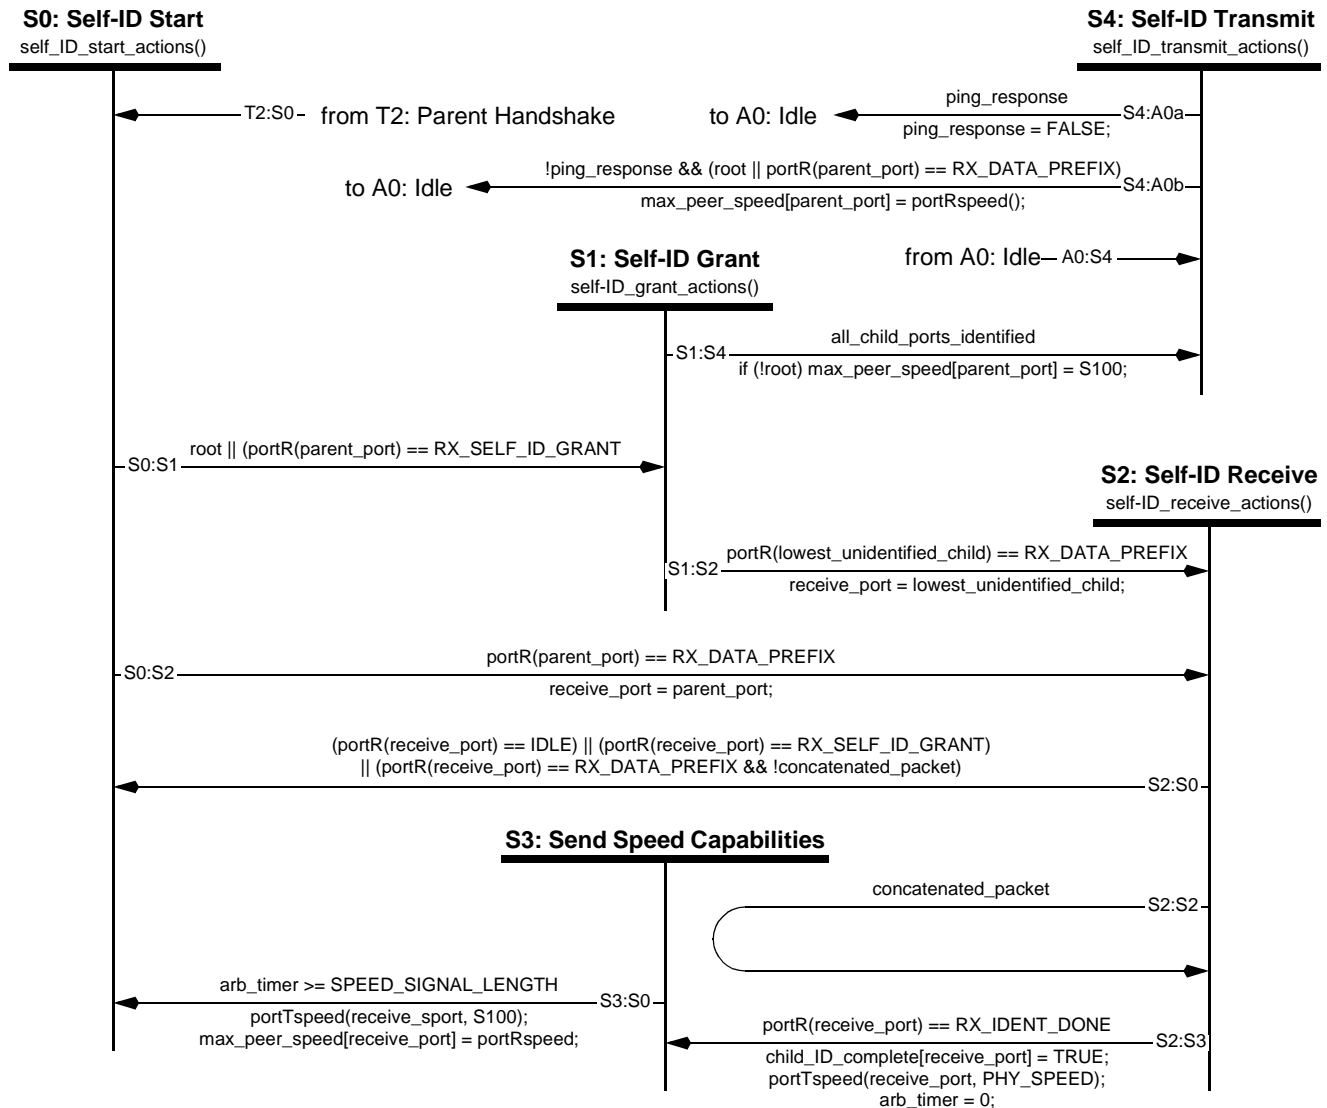 S0: Self-ID Start
self_ID_start_actions()
S4: Self-ID Transmit
self_ID_transmit_actions()
T2:S0
from T2: Parent Handshake
to A0: Idle
ping_response
S4:A0a
ping_response = FALSE;
to A0: Idle
!ping_response && (root || portR(parent_port) == RX_DATA_PREFIX)
S4:A0b
max_peer_speed[parent_port] = portRspeed();
from A0: Idle
A0:S4
S1: Self-ID Grant
self-ID_grant_actions()
all_child_ports_identified
S1:S4
if (!root) max_peer_speed[parent_port] = S100;
root || (portR(parent_port) == RX_SELF_ID_GRANT
S0:S1
S2: Self-ID Receive
self-ID_receive_actions()
portR(lowest_unidentified_child) == RX_DATA_PREFIX
S1:S2
receive_port = lowest_unidentified_child;
portR(parent_port) == RX_DATA_PREFIX
S0:S2
receive_port = parent_port;
(portR(receive_port) == IDLE) || (portR(receive_port) == RX_SELF_ID_GRANT)
|| (portR(receive_port) == RX_DATA_PREFIX && !concatenated_packet)
S2:S0
S3: Send Speed Capabilities
concatenated_packet
S2:S2
arb_timer >= SPEED_SIGNAL_LENGTH
S3:S0
portTspeed(receive_sport, S100);
max_peer_speed[receive_port] = portRspeed;
portR(receive_port) == RX_IDENT_DONE
S2:S3
child_ID_complete[receive_port] = TRUE;
portTspeed(receive_port, PHY_SPEED);
arb_timer = 0;